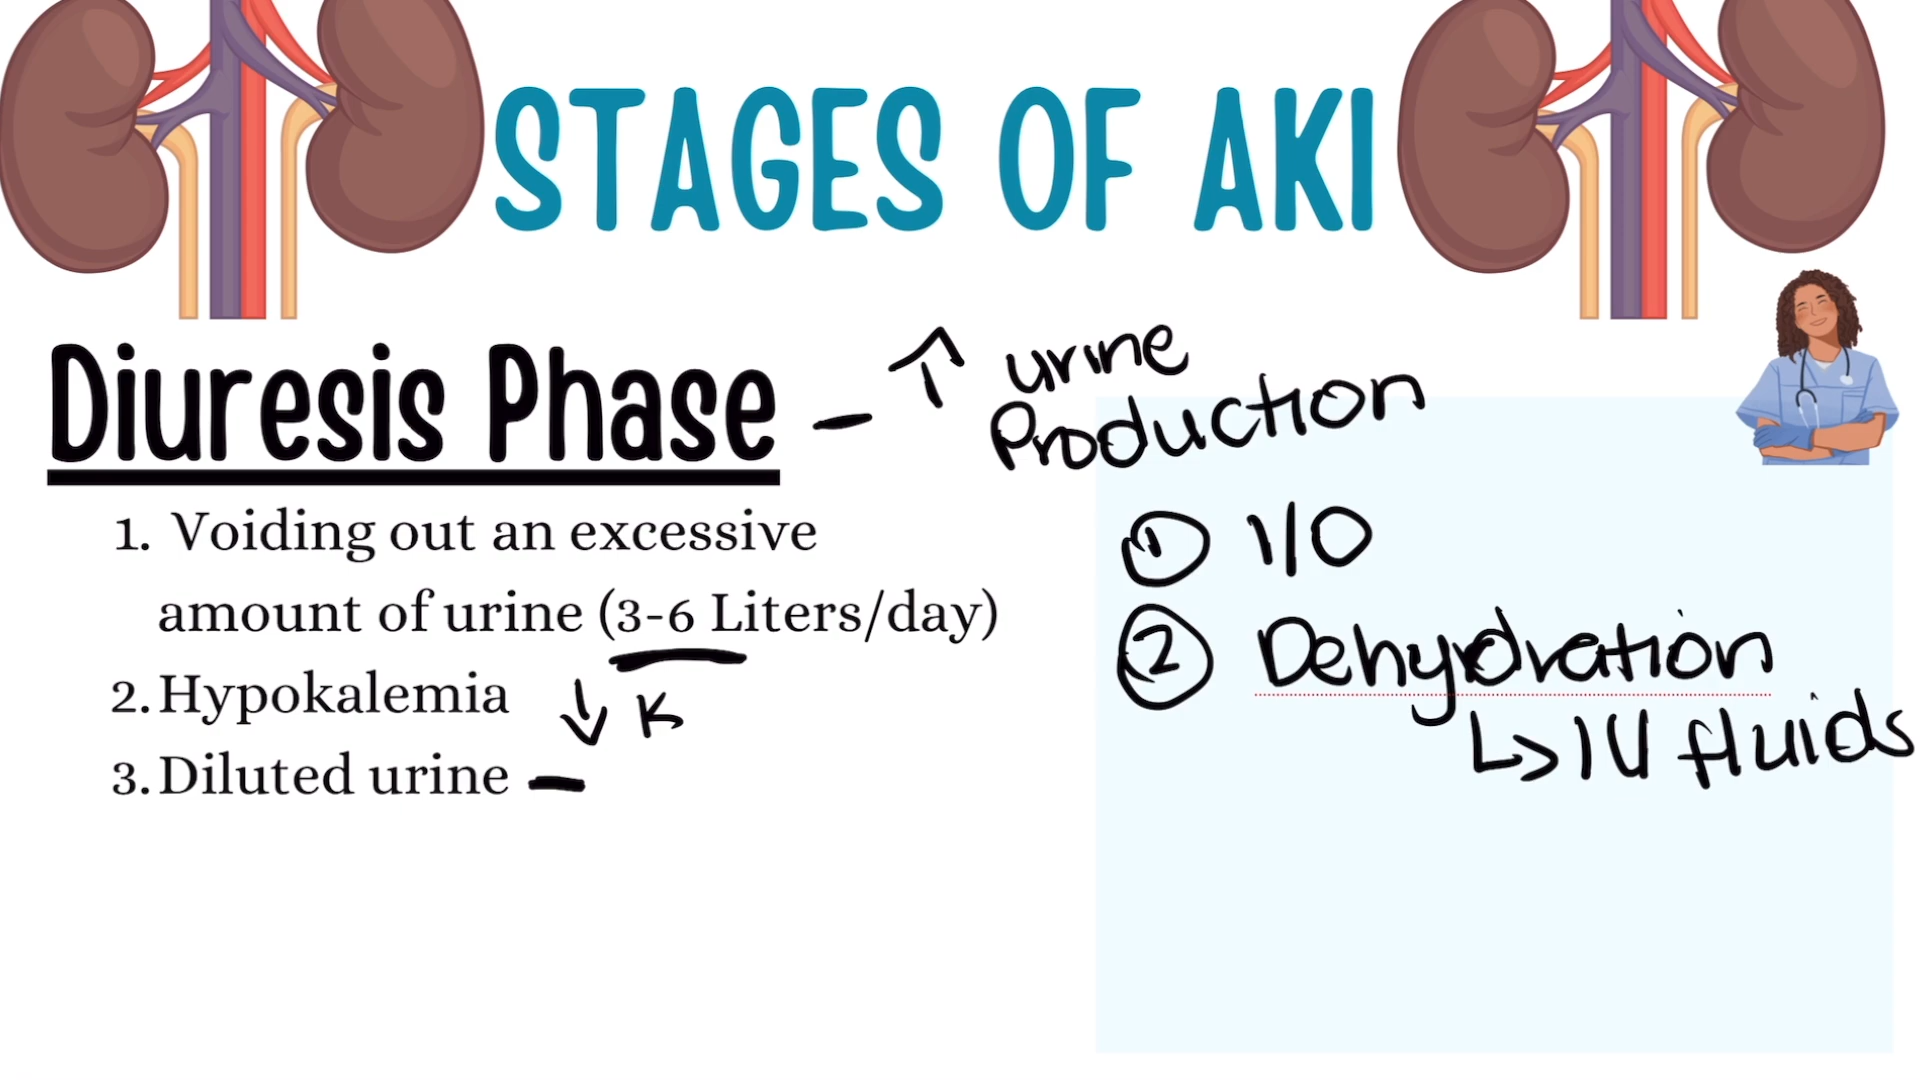 STAGES OF AKI
Diuresis Phase - ↑ urine
Production
1. Voiding out an excessive
amount of urine (3-6 Liters/day)
2. Hypokalemia ↓ K
3. Diluted urine -
① I/O
② Dehydration
↳ IV fluids